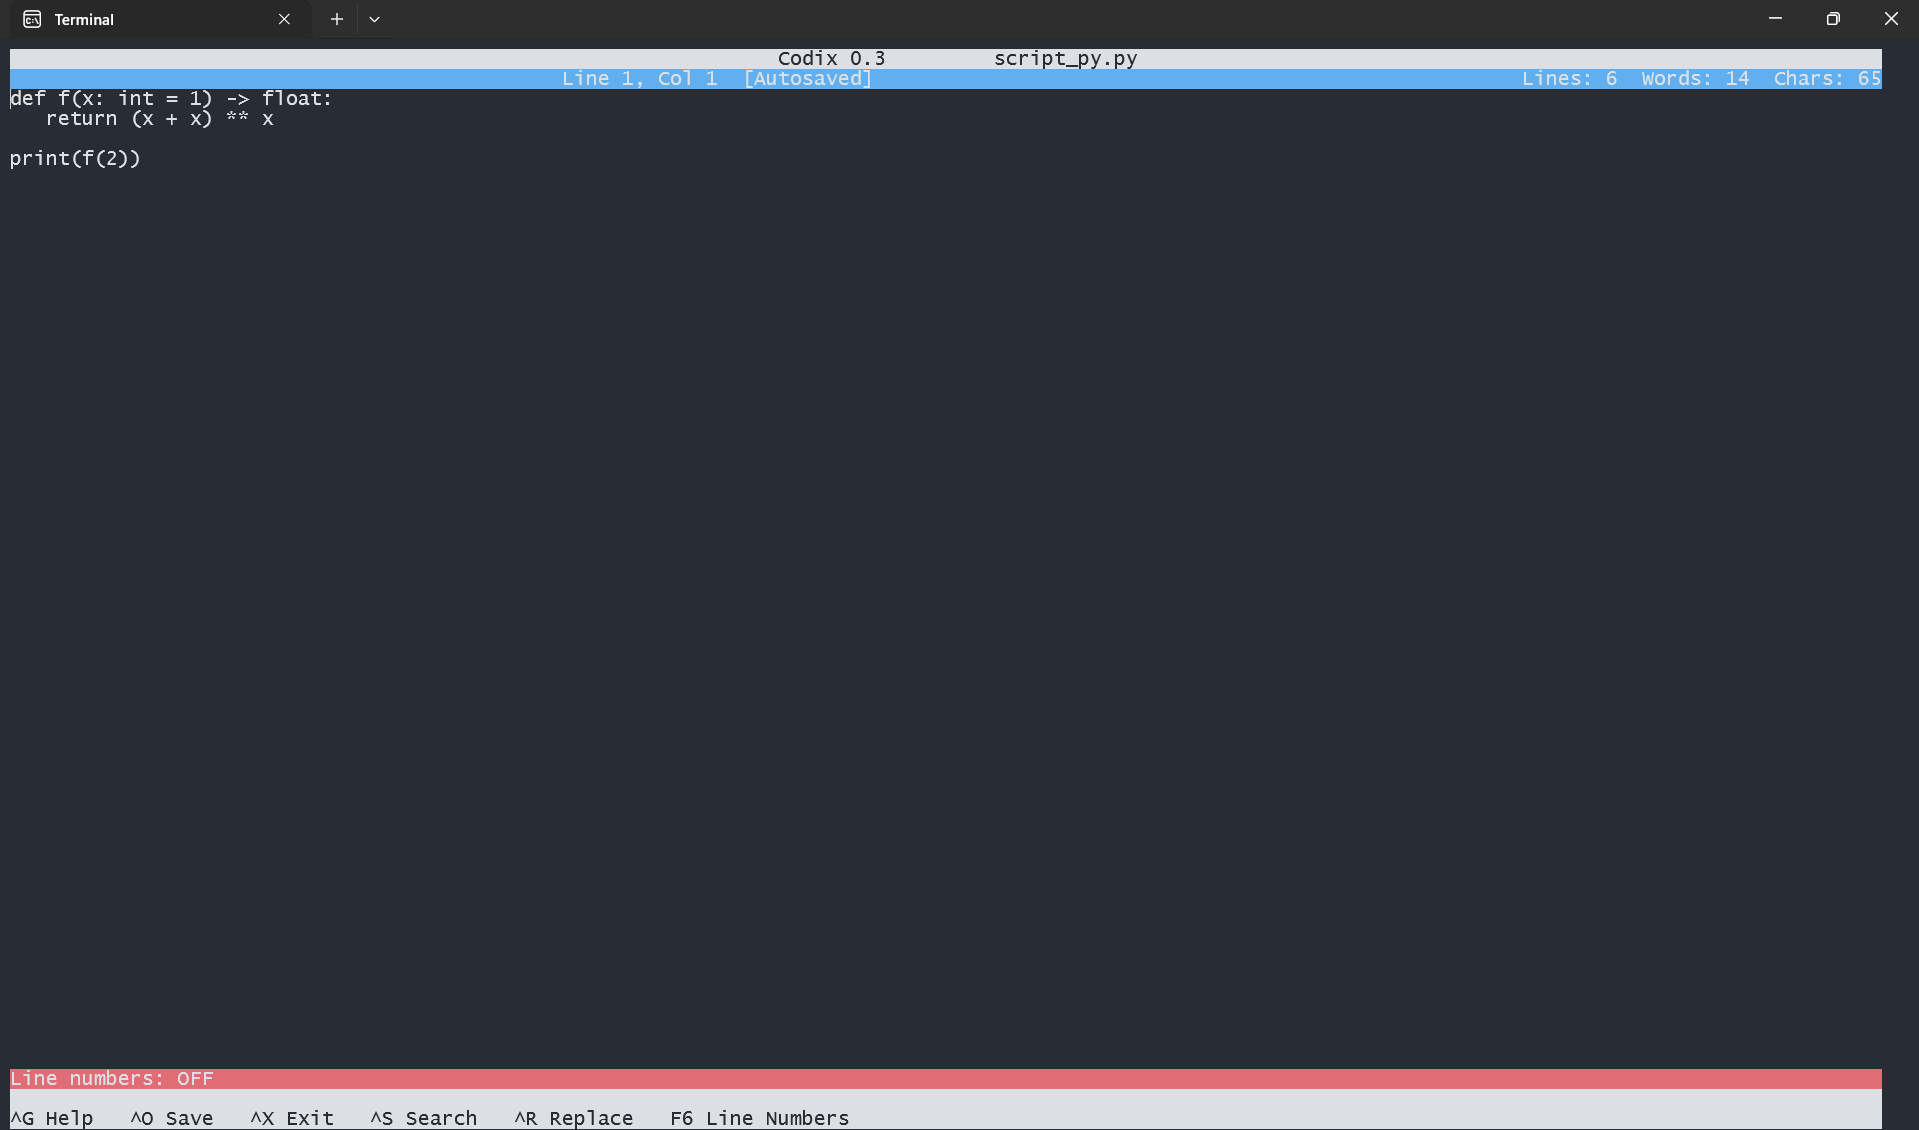 Terminal
Codix 0.3 script_py.py
Line 1, Col 1 [Autosaved] Lines: 6 Words: 14 Chars: 65
def f(x: int = 1) -> float:
   return (x + x) ** x

print(f(2))
Line numbers: OFF
^G Help ^O Save ^X Exit ^S Search ^R Replace F6 Line Numbers